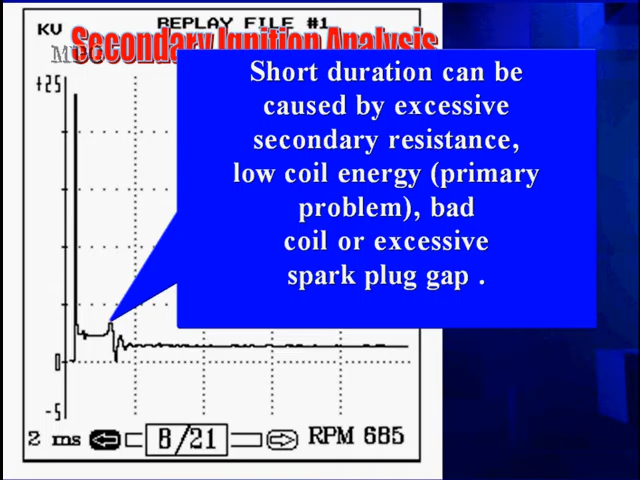 REPLAY FILE #1
KV
Secondary Ignition Analysis
+25
Short duration can be
caused by excessive
secondary resistance,
low coil energy (primary
problem), bad
coil or excessive
spark plug gap .
0
-5
2 ms 8/21 RPM 685